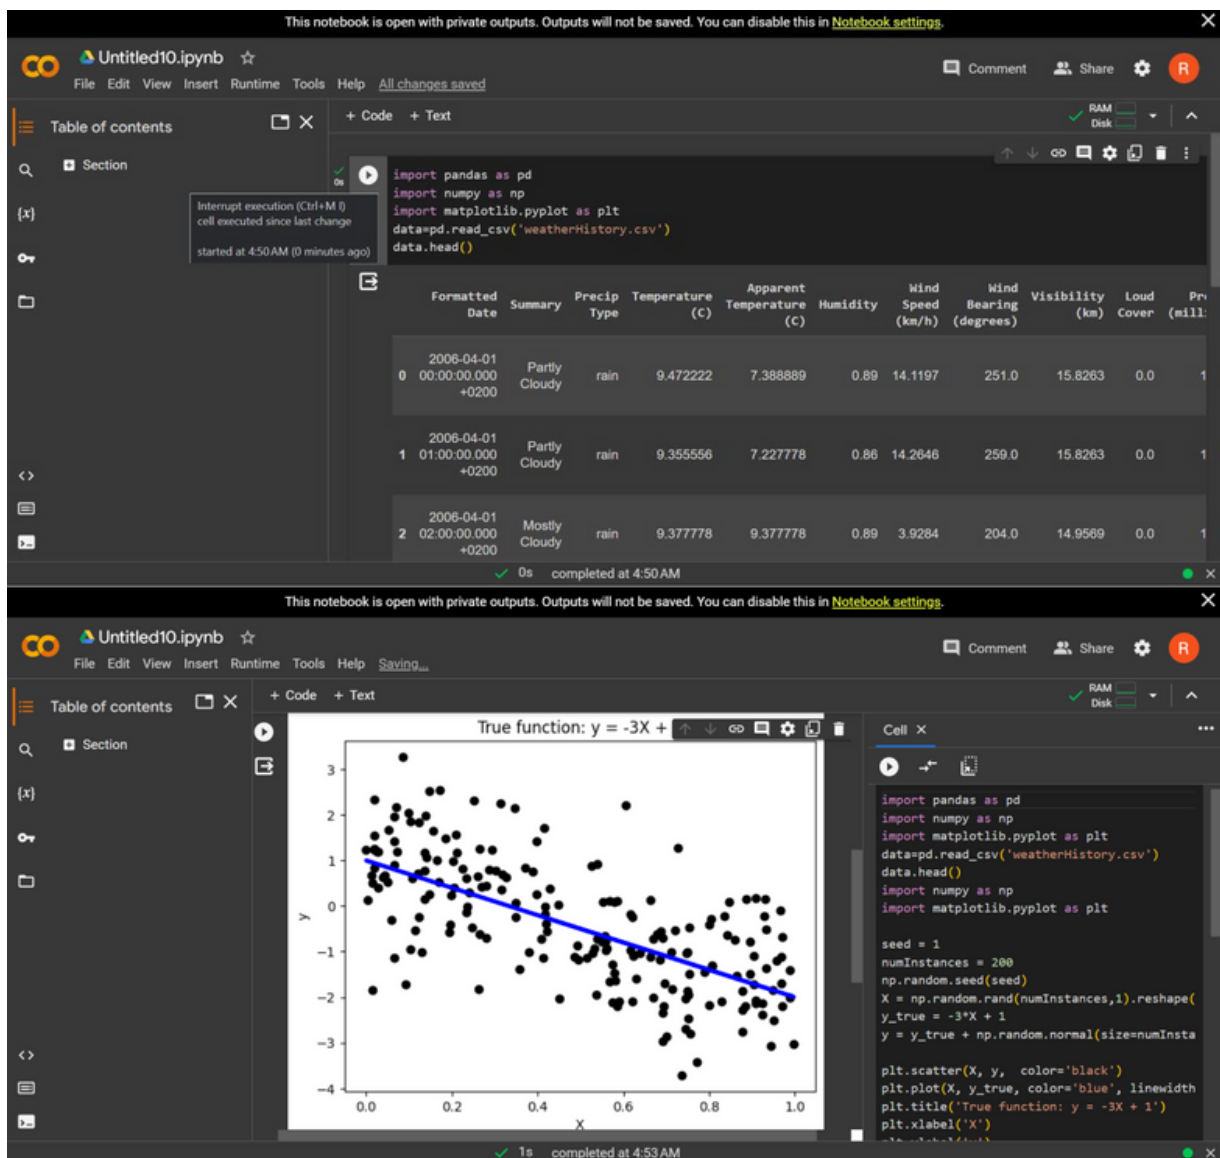 This notebook is open with private outputs. Outputs will not be saved. You can disable this in Notebook settings.
Untitled10.ipynb
File Edit View Insert Runtime Tools Help All changes saved
Comment Share R
Table of contents
+ Code + Text
RAM
Disk
Section
0s
Interrupt execution (Ctrl+M I)
cell executed since last change
started at 4:50 AM (0 minutes ago)
{x}
import pandas as pd
import numpy as np
import matplotlib.pyplot as plt
data=pd.read_csv('weatherHistory.csv')
data.head()
Formatted Date Summary Precip Type Temperature (C) Apparent Temperature (C) Humidity Wind Speed (km/h) Wind Bearing (degrees) Visibility (km) Loud Cover
0 2006-04-01 00:00:00.000 +0200 Partly Cloudy rain 9.472222 7.388889 0.89 14.1197 251.0 15.8263 0.0 1
1 2006-04-01 01:00:00.000 +0200 Partly Cloudy rain 9.355556 7.227778 0.86 14.2646 259.0 15.8263 0.0 1
2 2006-04-01 02:00:00.000 +0200 Mostly Cloudy rain 9.377778 9.377778 0.89 3.9284 204.0 14.9569 0.0 1
0s completed at 4:50 AM
This notebook is open with private outputs. Outputs will not be saved. You can disable this in Notebook settings.
Untitled10.ipynb
File Edit View Insert Runtime Tools Help Saving...
Comment Share R
Table of contents
+ Code + Text
RAM
Disk
Section
{x}
True function: y = -3X +
3
2
1
0
−1
−2
−3
−4
y
0.0 0.2 0.4 0.6 0.8 1.0
X
Cell
import pandas as pd
import numpy as np
import matplotlib.pyplot as plt
data=pd.read_csv('weatherHistory.csv')
data.head()
import numpy as np
import matplotlib.pyplot as plt
seed = 1
numInstances = 200
np.random.seed(seed)
X = np.random.rand(numInstances,1).reshape(
y_true = -3*X + 1
y = y_true + np.random.normal(size=numInsta
plt.scatter(X, y, color='black')
plt.plot(X, y_true, color='blue', linewidth
plt.title('True function: y = -3X + 1')
plt.xlabel('X')
1s completed at 4:53 AM